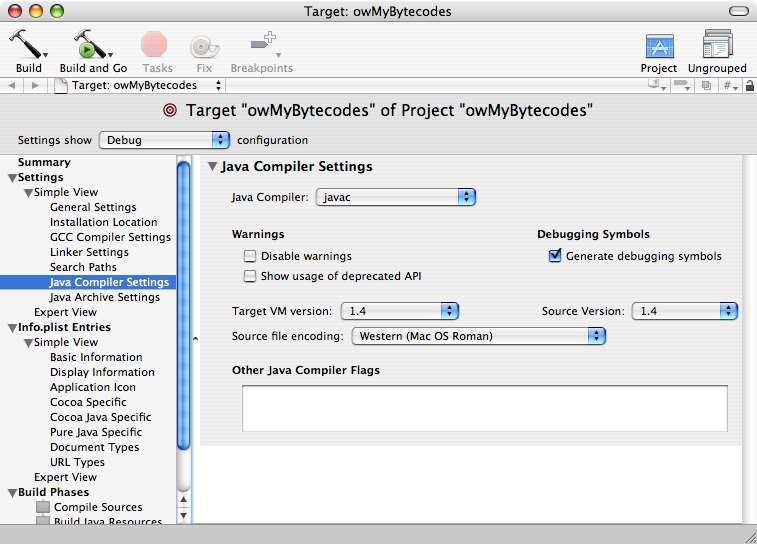 Target: owMyBytecodes
Build Build and Go Tasks Fix Breakpoints Project Ungrouped
Target: owMyBytecodes #
Target "owMyBytecodes" of Project "owMyBytecodes"
Settings show Debug configuration
Summary
Settings
Simple View
General Settings
Installation Location
GCC Compiler Settings
Linker Settings
Search Paths
Java Compiler Settings
Java Archive Settings
Expert View
Info.plist Entries
Simple View
Basic Information
Display Information
Application Icon
Cocoa Specific
Cocoa Java Specific
Pure Java Specific
Document Types
URL Types
Expert View
Build Phases
Compile Sources
Build Java Resources
Java Compiler Settings
Java Compiler: javac
Warnings Debugging Symbols
Disable warnings Generate debugging symbols
Show usage of deprecated API
Target VM version: 1.4 Source Version: 1.4
Source file encoding: Western (Mac OS Roman)
Other Java Compiler Flags